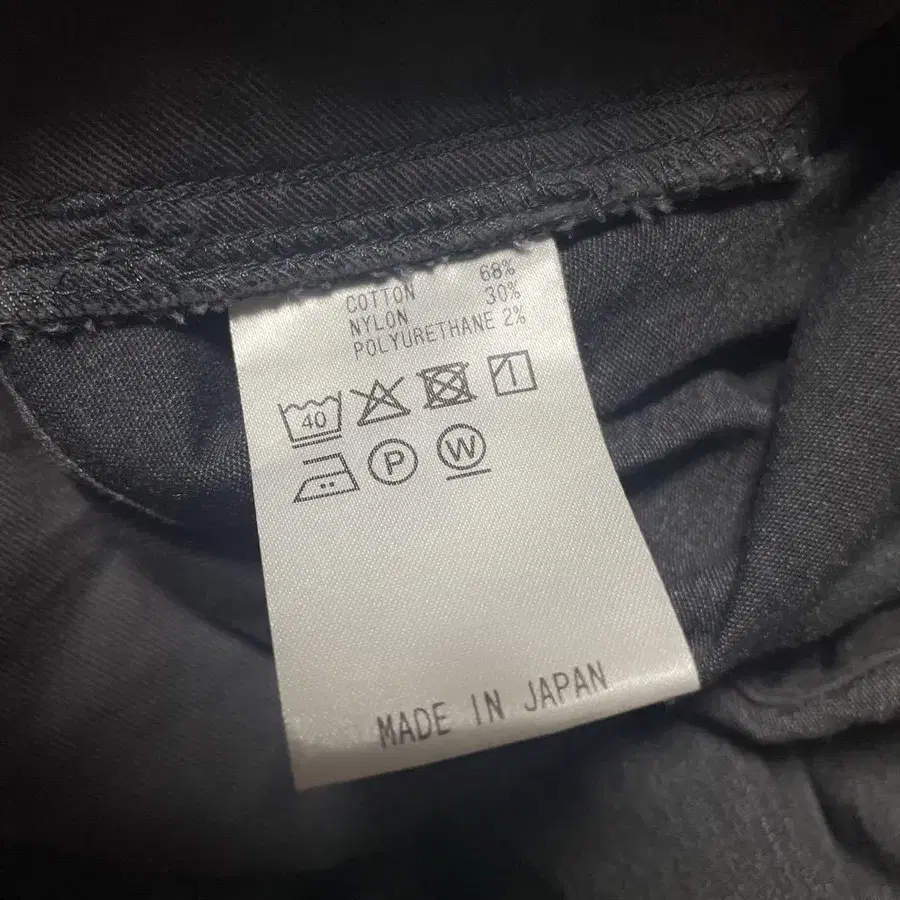 COTTON 68%
NYLON 30%
POLYURETHANE 2%
40
P W
MADE IN JAPAN